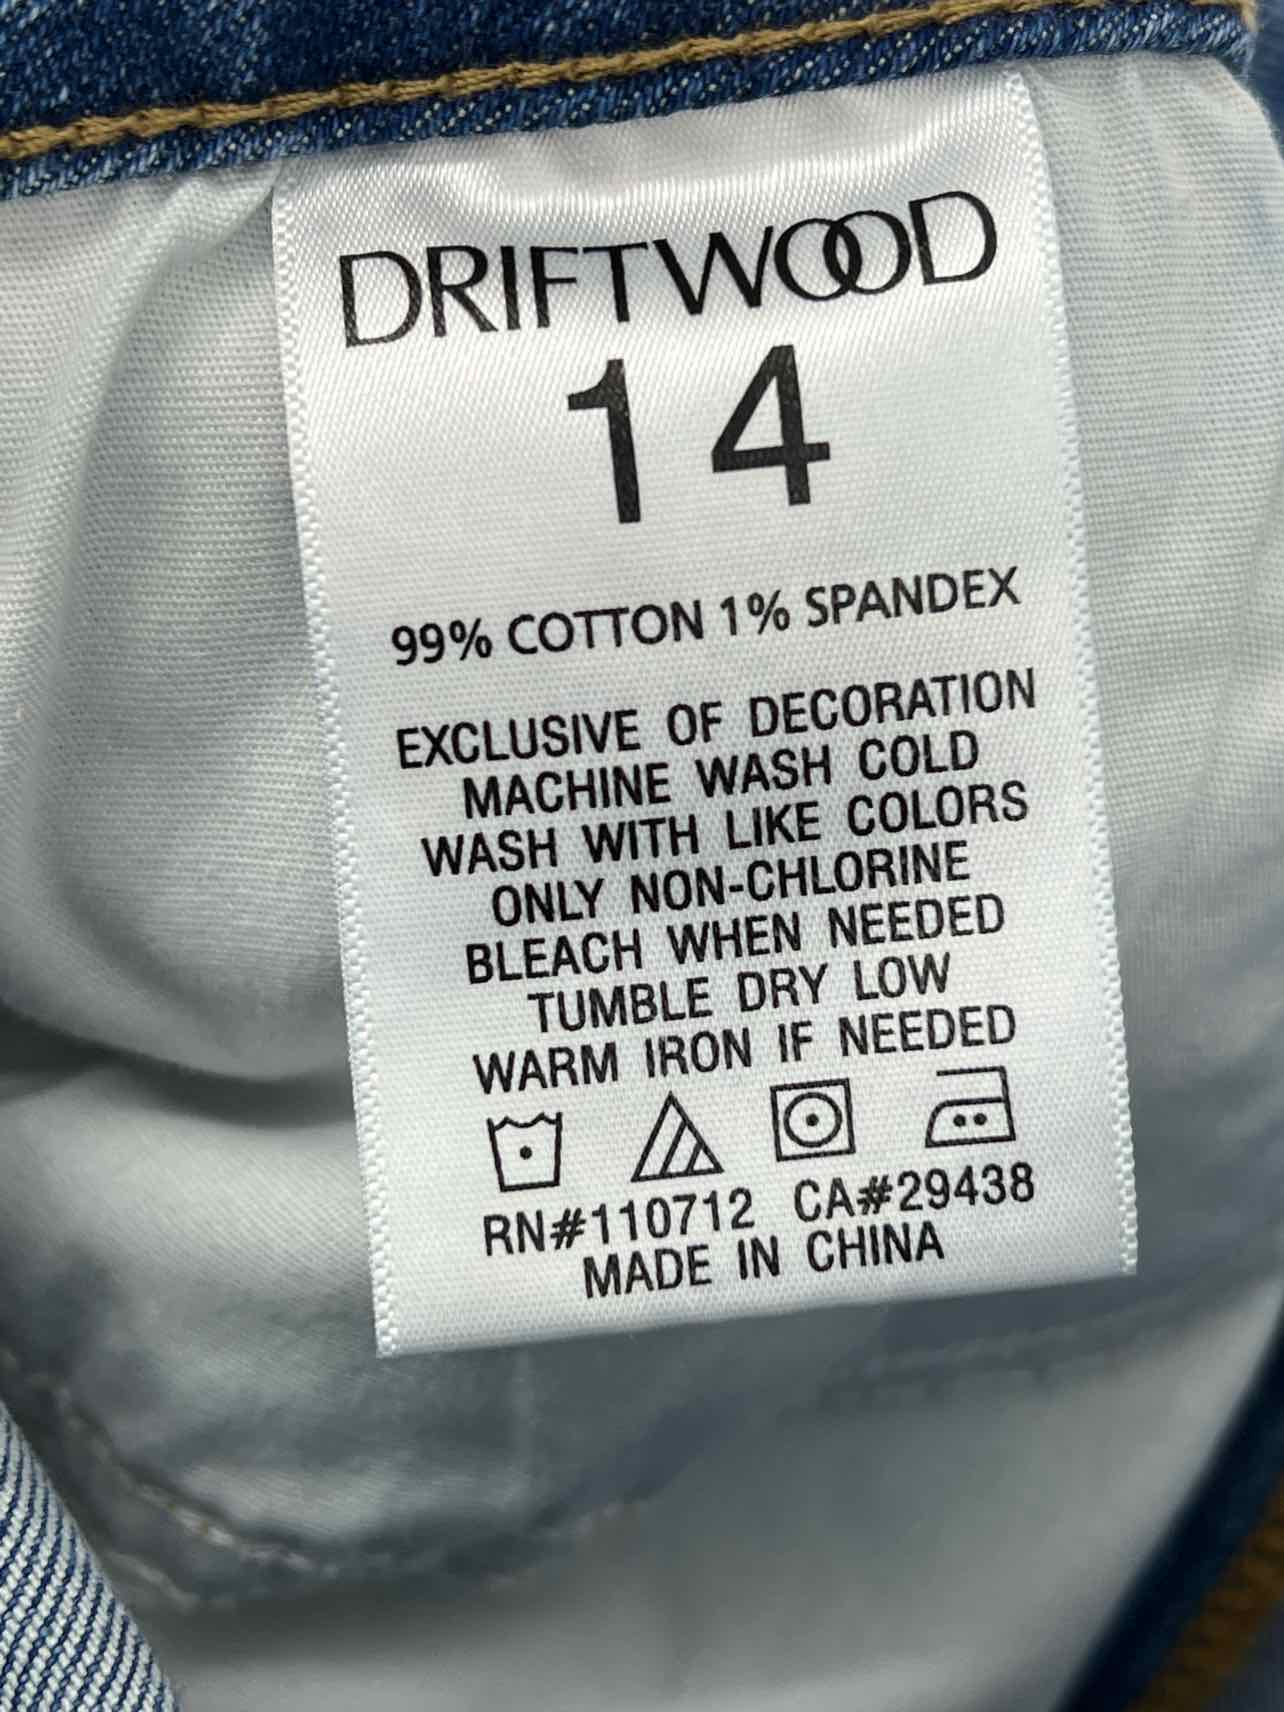 DRIFTWOOD
14
99% COTTON 1% SPANDEX
EXCLUSIVE OF DECORATION
MACHINE WASH COLD
WASH WITH LIKE COLORS
ONLY NON-CHLORINE
BLEACH WHEN NEEDED
TUMBLE DRY LOW
WARM IRON IF NEEDED
RN#110712 CA#29438
MADE IN CHINA